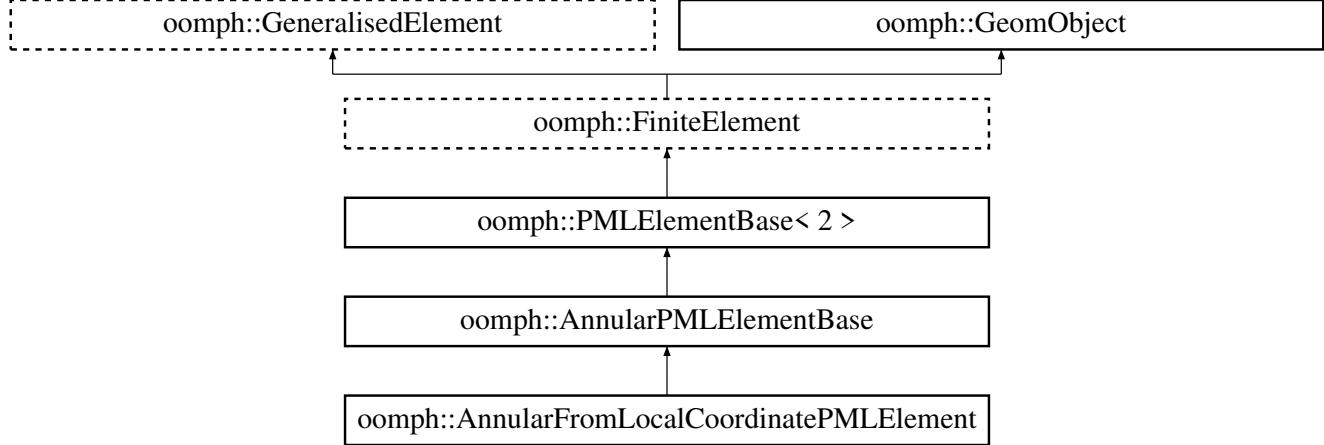 oomph::GeneralisedElement
oomph::GeomObject
oomph::FiniteElement
oomph::PMLElementBase< 2 >
oomph::AnnularPMLElementBase
oomph::AnnularFromLocalCoordinatePMLElement